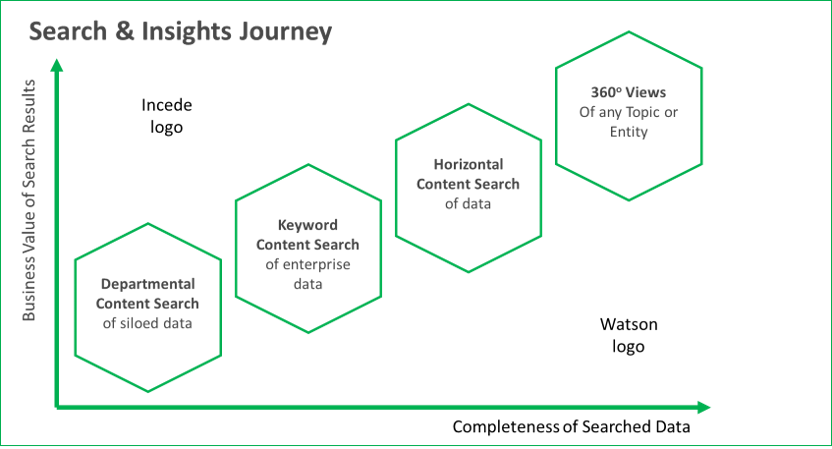 Search & Insights Journey
Business Value of Search Results
Incede
logo
Departmental
Content Search
of siloed data
Keyword
Content Search
of enterprise
data
Horizontal
Content Search
of data
360º Views
Of any Topic or
Entity
Watson
logo
Completeness of Searched Data